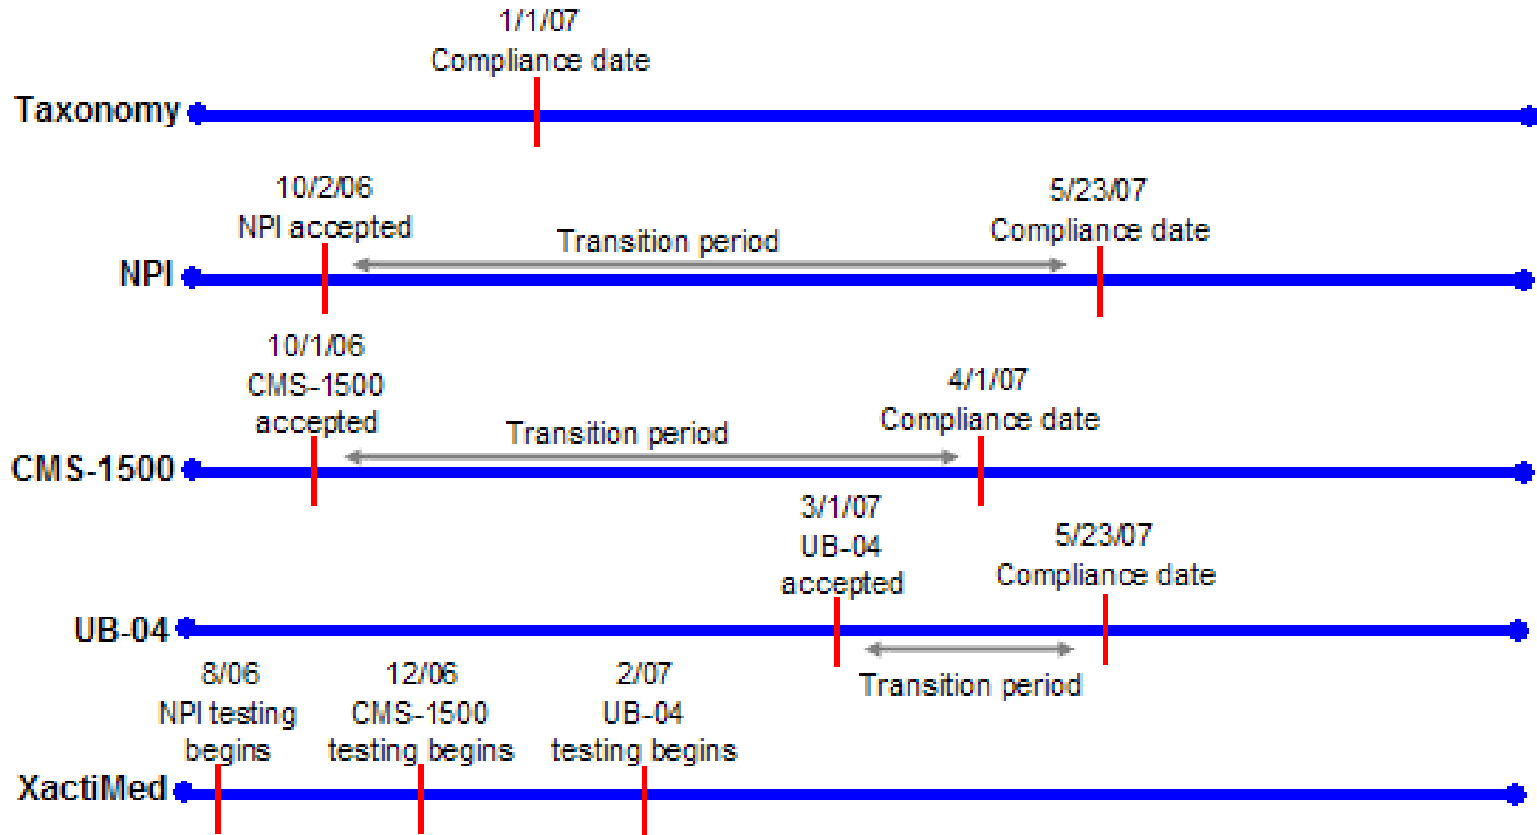 1/1/07
Compliance date
Taxonomy
10/2/06
NPI accepted
Transition period
5/23/07
Compliance date
NPI
10/1/06
CMS-1500
accepted
Transition period
4/1/07
Compliance date
CMS-1500
3/1/07
UB-04
accepted
5/23/07
Compliance date
UB-04
Transition period
8/06
NPI testing
begins
12/06
CMS-1500
testing begins
2/07
UB-04
testing begins
XactiMed